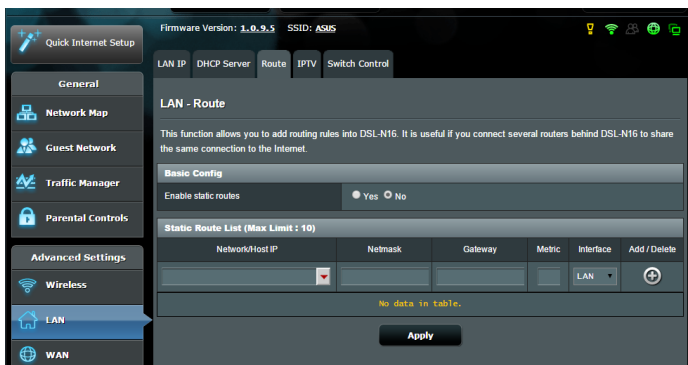 Firmware Version: 1.0.9.5 SSID: ASUS
Quick Internet Setup
General
Network Map
Guest Network
Traffic Manager
Parental Controls
Advanced Settings
Wireless
LAN
WAN
LAN IP DHCP Server Route IPTV Switch Control
LAN - Route
This function allows you to add routing rules into DSL-N16. It is useful if you connect several routers behind DSL-N16 to share
the same connection to the Internet.
Basic Config
Enable static routes Yes No
Static Route List (Max Limit : 10)
Network/Host IP Netmask Gateway Metric Interface Add / Delete
LAN
No data in table.
Apply